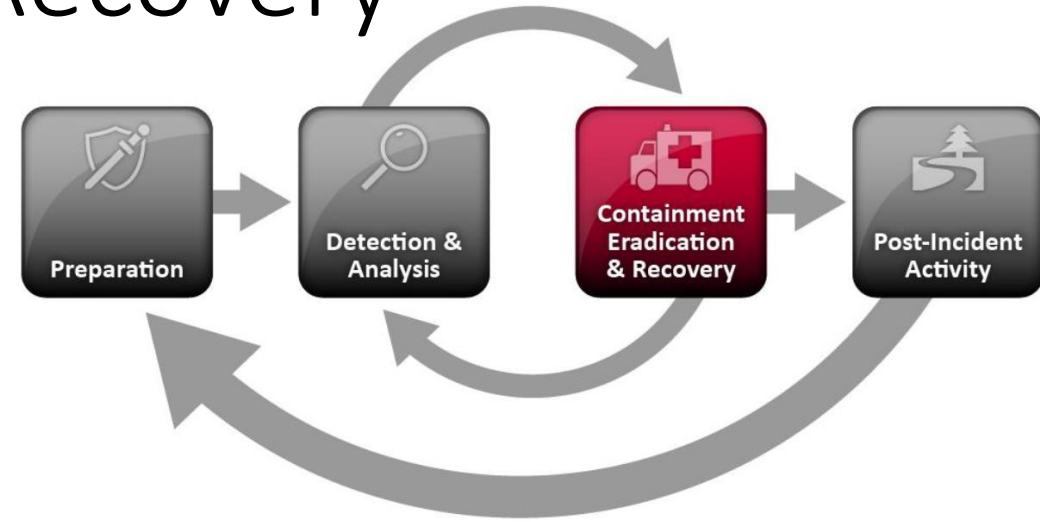 Recovery
Preparation
Detection &
Analysis
Containment
Eradication
& Recovery
Post-Incident
Activity